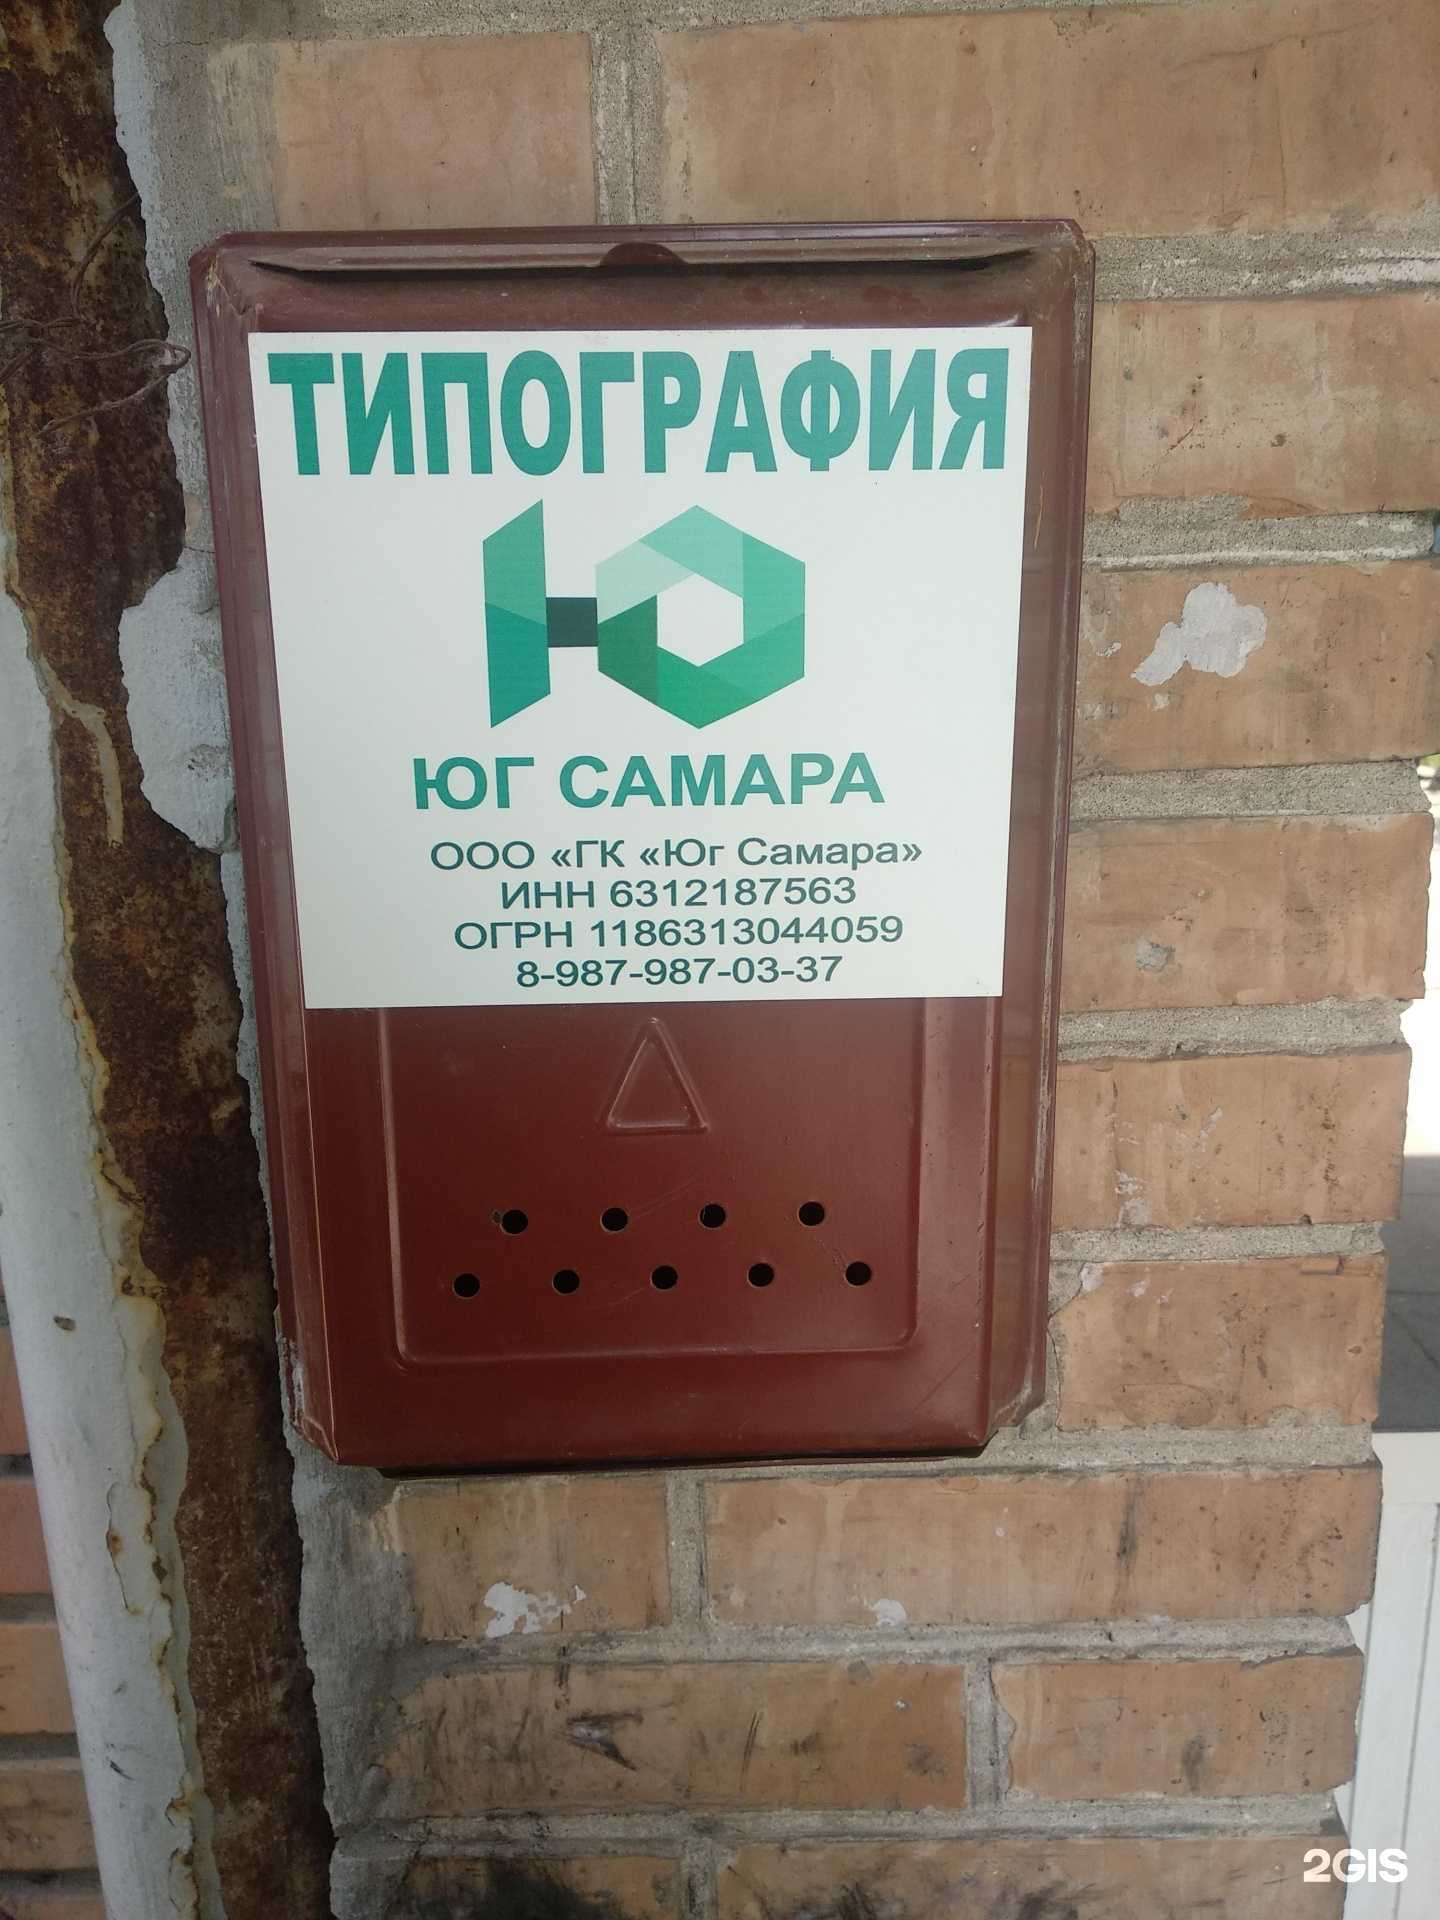 ТИПОГРАФИЯ
Ю
ЮГ САМАРА
ООО «ГК «Юг Самара»
ИНН 6312187563
ОГРН 1186313044059
8-987-987-03-37
2GIS